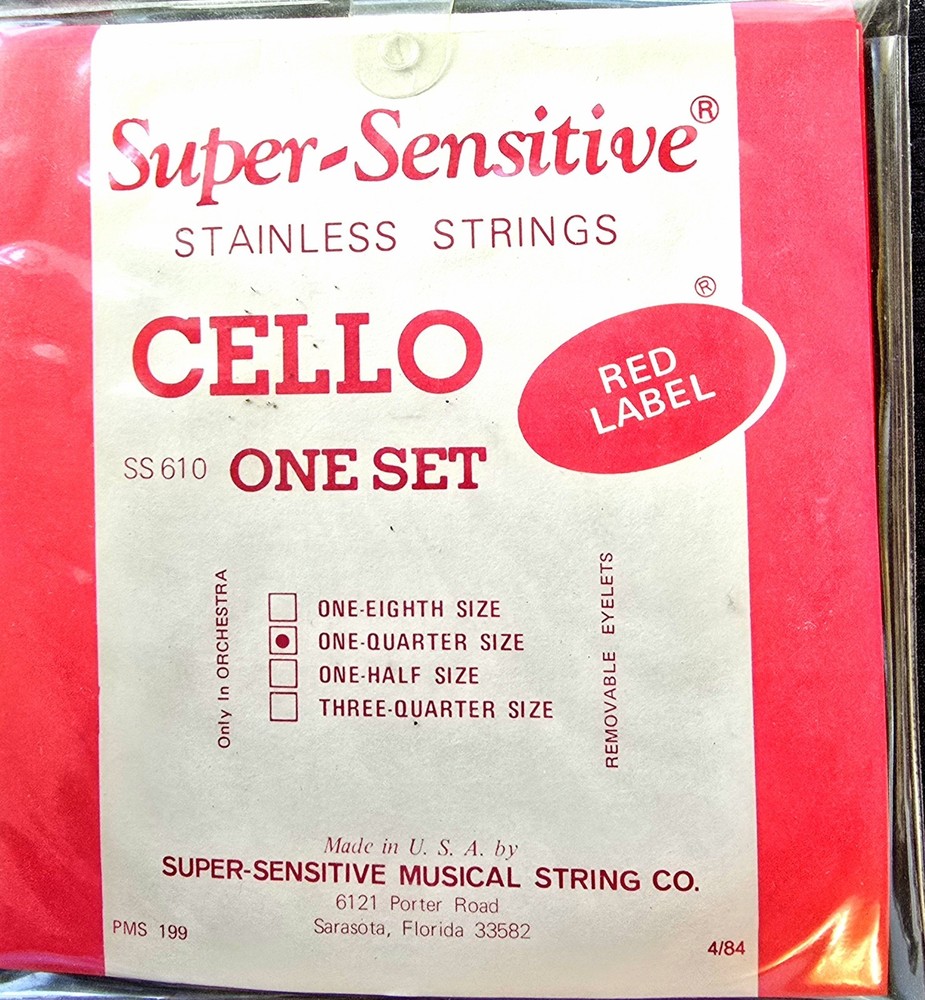 Super-Sensitive®
STAINLESS STRINGS
CELLO
®
RED
LABEL
SS 610 ONE SET
Only In ORCHESTRA
ONE-EIGHTH SIZE
ONE-QUARTER SIZE
ONE-HALF SIZE
THREE-QUARTER SIZE
REMOVABLE EYELETS
Made in U. S. A. by
SUPER-SENSITIVE MUSICAL STRING CO.
6121 Porter Road
Sarasota, Florida 33582
PMS 199
4/84